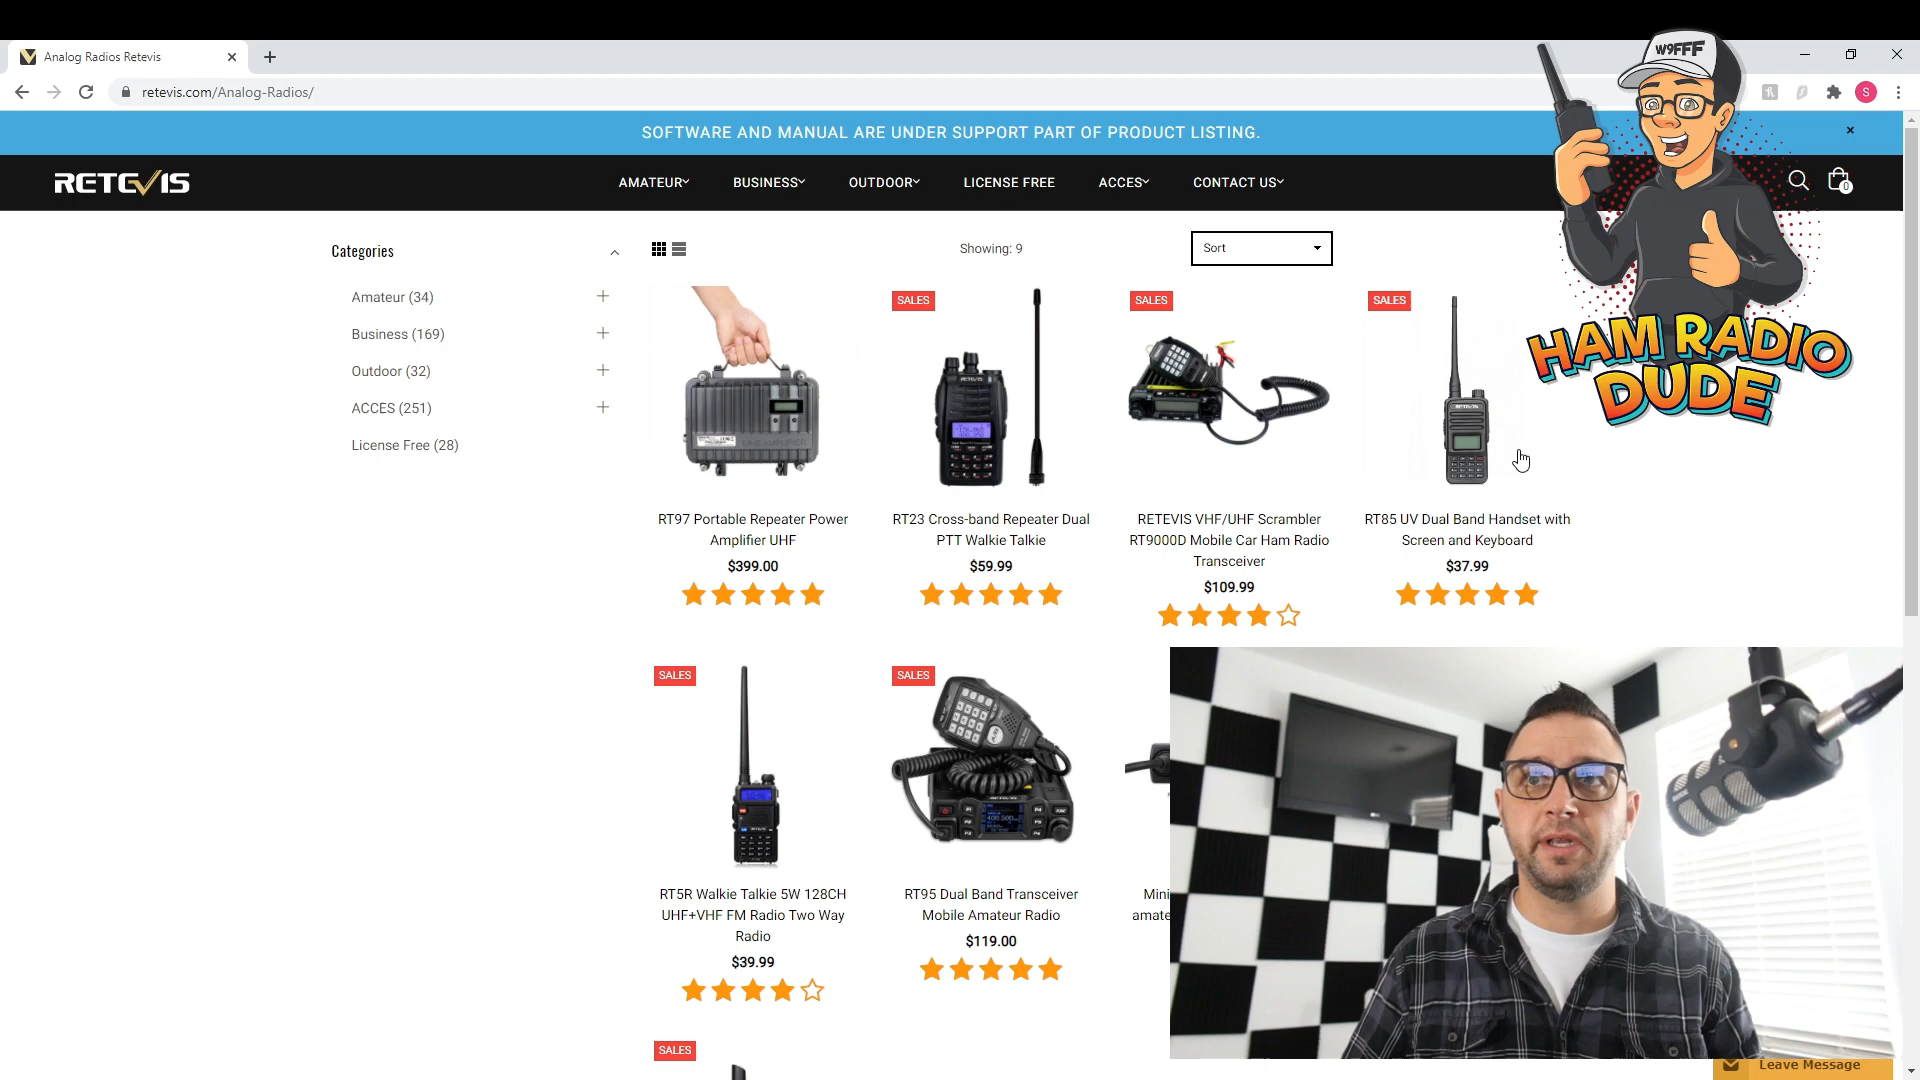 Analog Radios Retevis
W9FFF
retevis.com/Analog-Radios/
S
SOFTWARE AND MANUAL ARE UNDER SUPPORT PART OF PRODUCT LISTING.
RETEVIS
AMATEUR
BUSINESS
OUTDOOR
LICENSE FREE
ACCES
CONTACT US
0
Categories
Showing: 9
Sort
Amateur (34)
Business (169)
Outdoor (32)
ACCES (251)
License Free (28)
SALES
SALES
SALES
HAM RADIO
DUDE
RT97 Portable Repeater Power
Amplifier UHF
$399.00
RT23 Cross-band Repeater Dual
PTT Walkie Talkie
$59.99
RETEVIS VHF/UHF Scrambler
RT9000D Mobile Car Ham Radio
Transceiver
$109.99
RT85 UV Dual Band Handset with
Screen and Keyboard
$37.99
SALES
SALES
RT5R Walkie Talkie 5W 128CH
UHF+VHF FM Radio Two Way
Radio
$39.99
RT95 Dual Band Transceiver
Mobile Amateur Radio
$119.00
Mini
amate
SALES
Leave Message